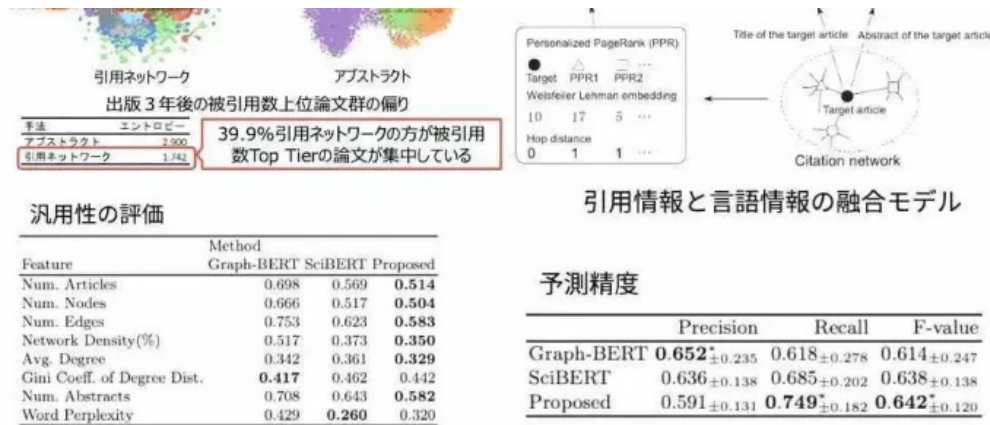 引用ネットワーク
アブストラクト
出版３年後の被引用数上位論文群の偏り
手法 エントロピー
アブストラクト 2.900
引用ネットワーク 1.742
39.9%引用ネットワークの方が被引用
数Top Tierの論文が集中している
汎用性の評価
Method
Feature Graph-BERT SciBERT Proposed
Num. Articles 0.698 0.569 0.514
Num. Nodes 0.666 0.517 0.504
Num. Edges 0.753 0.623 0.583
Network Density(%) 0.517 0.373 0.350
Avg. Degree 0.342 0.361 0.329
Gini Coeff. of Degree Dist. 0.417 0.462 0.442
Num. Abstracts 0.708 0.643 0.582
Word Perplexity 0.429 0.260 0.320
Personalized PageRank (PPR)
Target PPR1 PPR2 ...
Weisfeiler Lehman embedding
10 17 5 ...
Hop distance
0 1 1 ...
Title of the target article Abstract of the target article
Target article
Citation network
引用情報と言語情報の融合モデル
予測精度
Precision Recall F-value
Graph-BERT 0.652*±0.235 0.618±0.278 0.614±0.247
SciBERT 0.636±0.138 0.685±0.202 0.638±0.138
Proposed 0.591±0.131 0.749*±0.182 0.642*±0.120